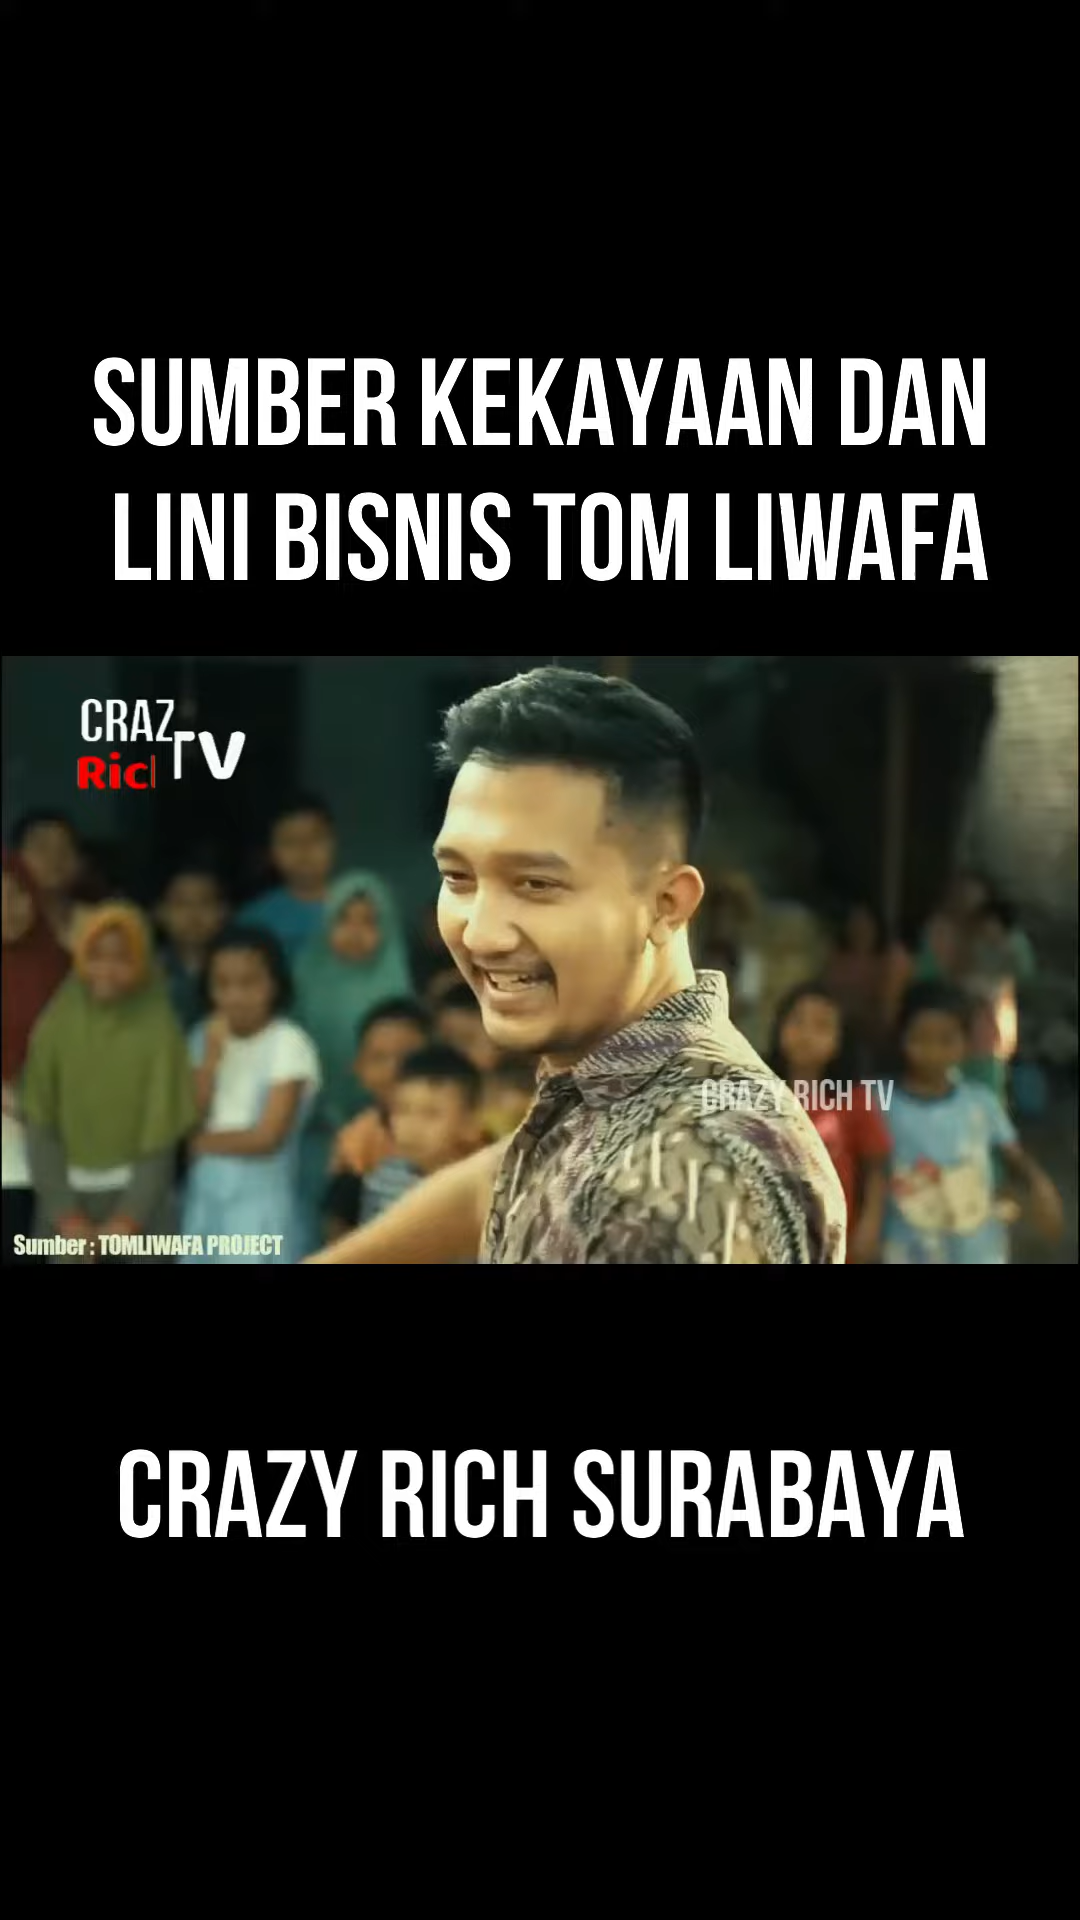 SUMBER KEKAYAAN DAN
LINI BISNIS TOM LIWAFA
CRAZ
Ric
TV
CRAZY RICH TV
Sumber : TOMLIWAFA PROJECT
CRAZY RICH SURABAYA